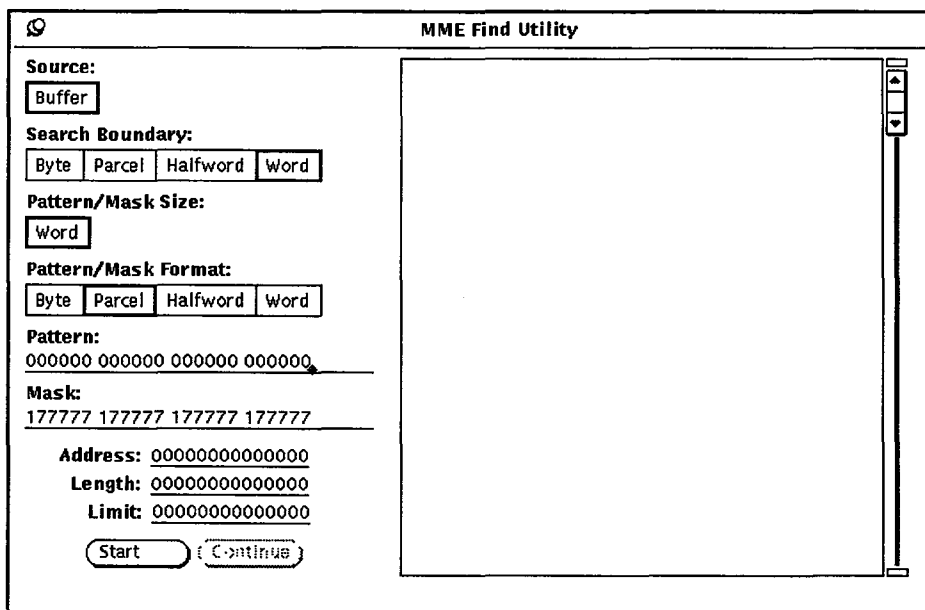 MME Find Utility
Source:
Buffer
Search Boundary:
Byte Parcel Halfword Word
Pattern/Mask Size:
Word
Pattern/Mask Format:
Byte Parcel Halfword Word
Pattern:
000000 000000 000000 000000
Mask:
177777 177777 177777 177777
Address: 00000000000000
Length: 00000000000000
Limit: 00000000000000
Start Continue